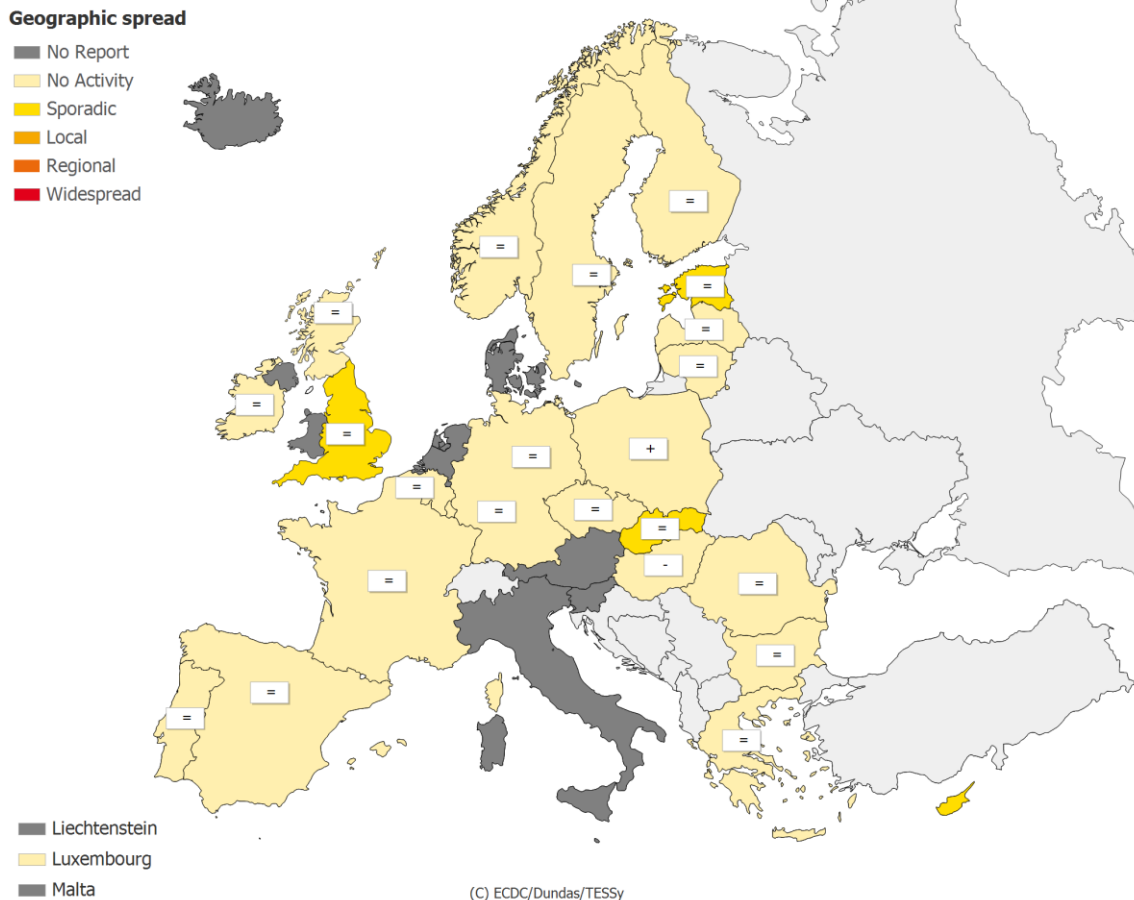 Geographic spread
No Report
No Activity
Sporadic
Local
Regional
Widespread
=
=
=
=
=
=
=
=
=
=
+
=
=
=
=
=
-
=
=
=
=
=
=
Liechtenstein
Luxembourg
Malta
(C) ECDC/Dundas/TESSy